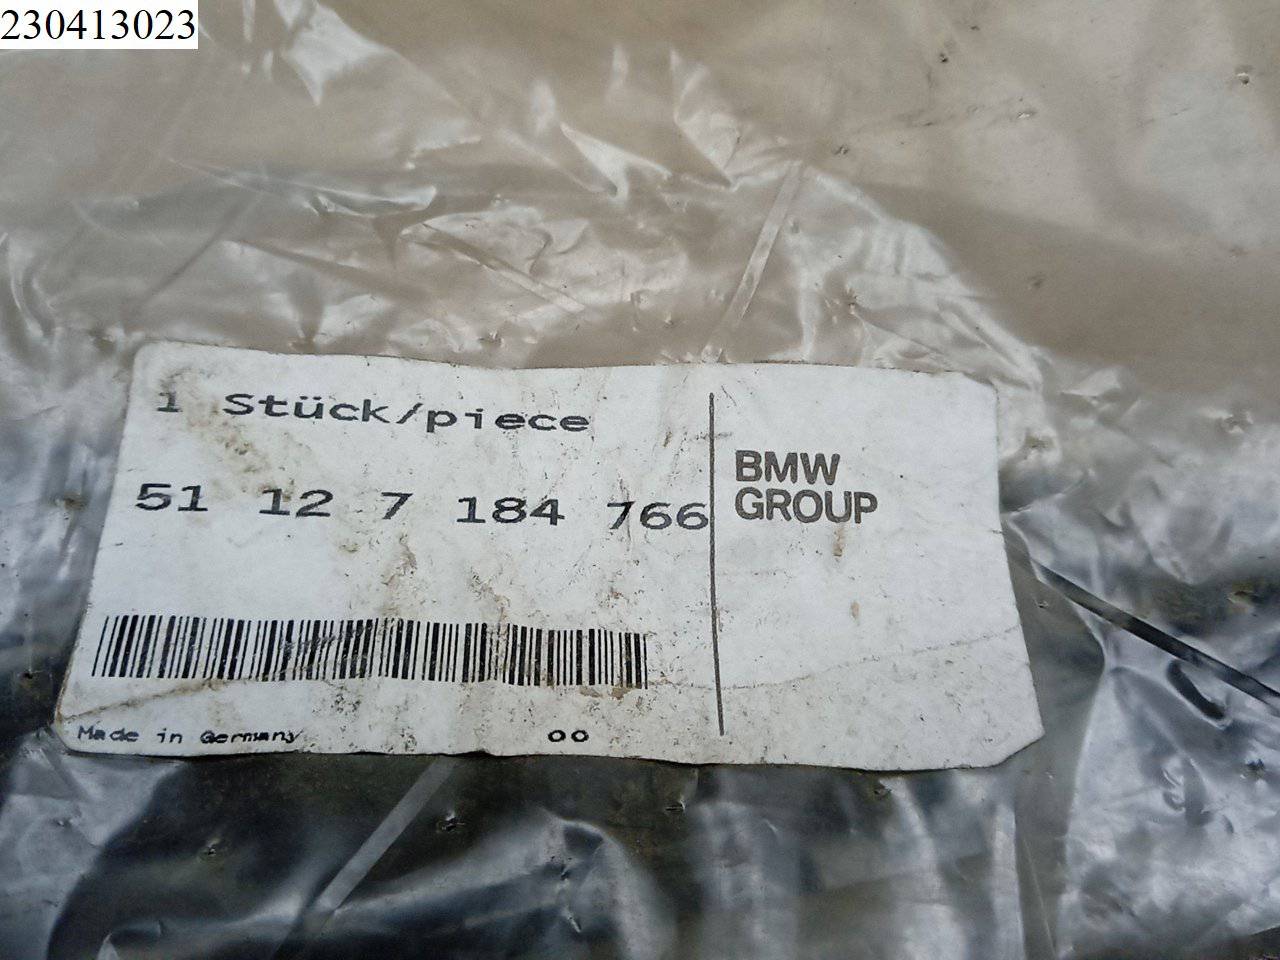 230413023
1 Stück/piece
51 12 7 184 766
BMW
GROUP
Made in Germany
00